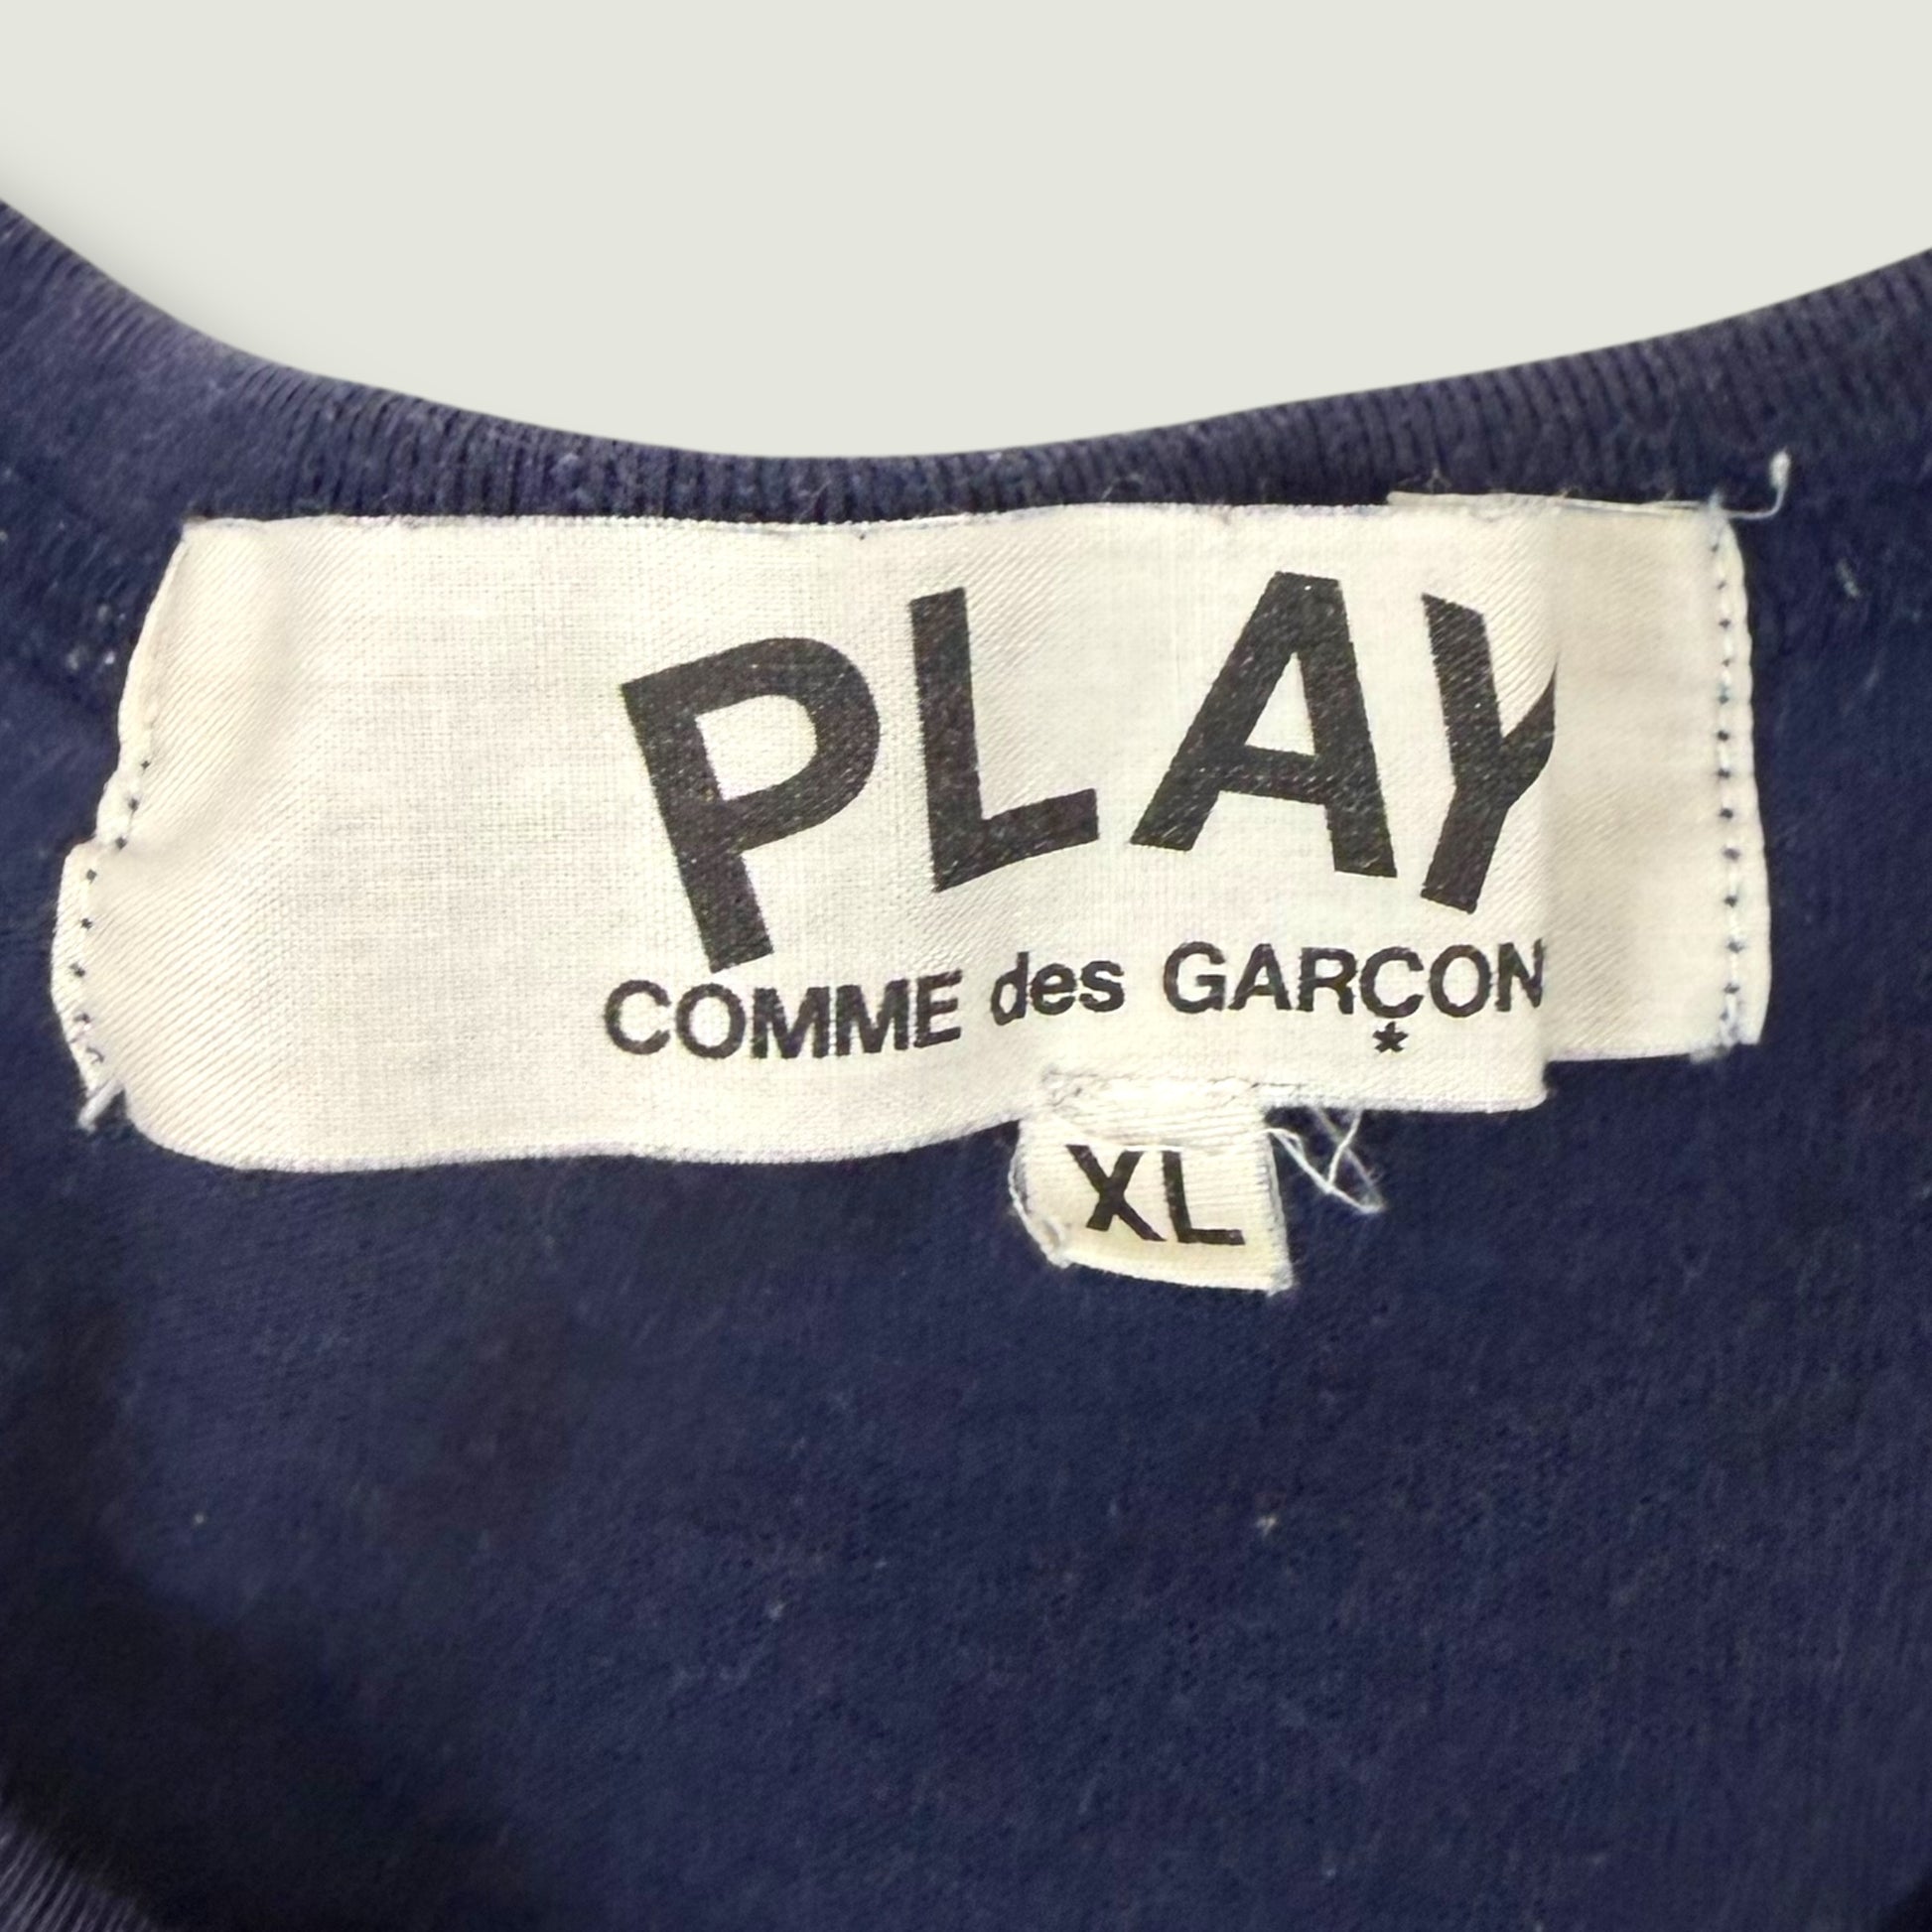 PLAY
COMME des GARÇON
*
XL